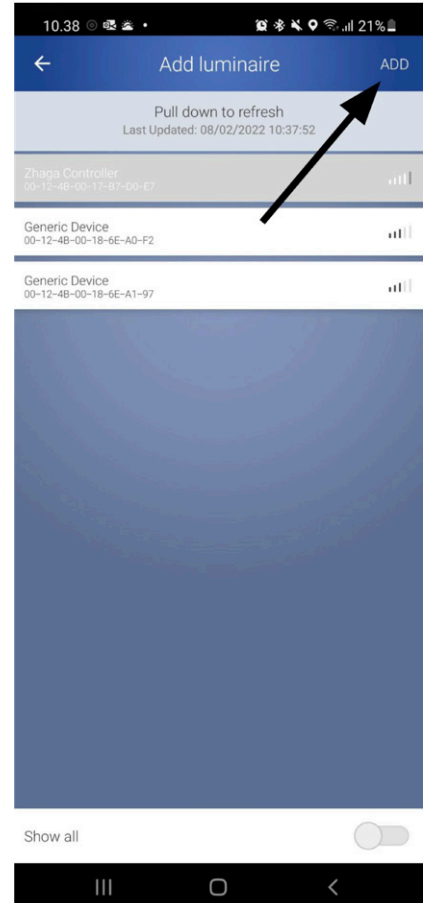 10.38 21%
Add luminaire ADD
Pull down to refresh
Last Updated: 08/02/2022 10:37:52
Zhaga Controller
00-12-4B-00-17-B7-D0-E7
Generic Device
00-12-4B-00-18-6E-A0-F2
Generic Device
00-12-4B-00-18-6E-A1-97
Show all